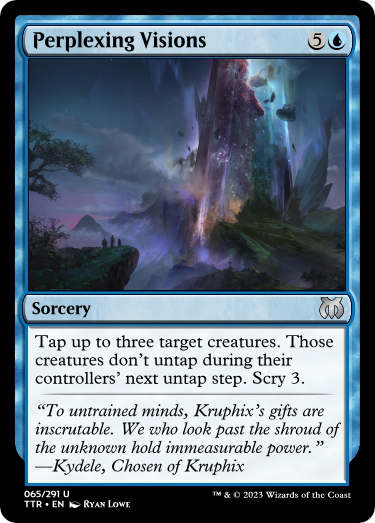 Perplexing Visions 5
Sorcery
Tap up to three target creatures. Those
creatures don't untap during their
controllers' next untap step. Scry 3.
"To untrained minds, Kruphix's gifts are
inscrutable. We who look past the shroud of
the unknown hold immeasurable power."
—Kydele, Chosen of Kruphix
065/291 U
TTR • EN Ryan Lowe
™ & © 2023 Wizards of the Coast